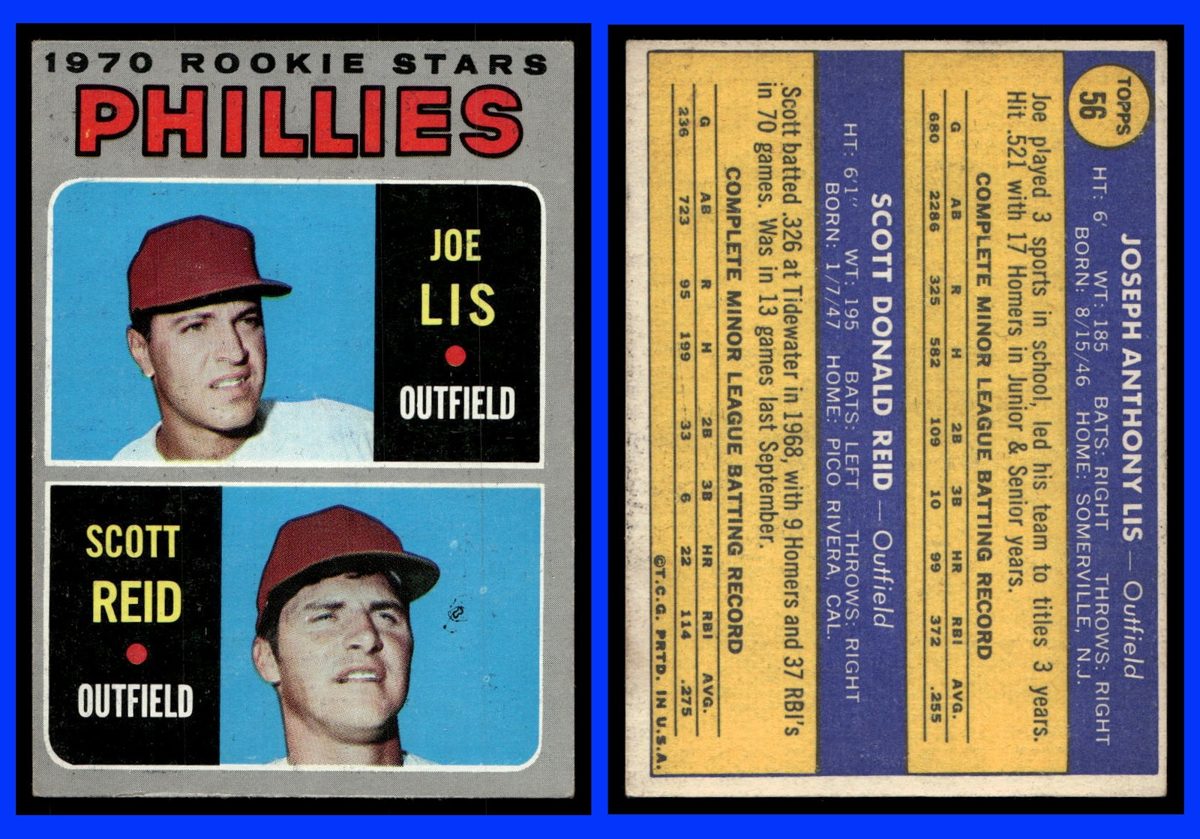 1970 ROOKIE STARS
PHILLIES
JOE
LIS
OUTFIELD
SCOTT
REID
OUTFIELD
TOPPS
56
JOSEPH ANTHONY LIS — Outfield
HT: 6' WT: 185 BATS: RIGHT THROWS: RIGHT
BORN: 8/15/46 HOME: SOMERVILLE, N.J.
Joe played 3 sports in school, led his team to titles 3 years.
Hit .521 with 17 Homers in Junior & Senior years.
COMPLETE MINOR LEAGUE BATTING RECORD
G AB R H 2B 3B HR RBI AVG.
680 2286 325 582 109 10 99 372 .255
SCOTT DONALD REID — Outfield
HT: 6'1" WT: 195 BATS: LEFT THROWS: RIGHT
BORN: 1/7/47 HOME: PICO RIVERA, CAL.
Scott batted .326 at Tidewater in 1968, with 9 Homers and 37 RBI's
in 70 games. Was in 13 games last September.
COMPLETE MINOR LEAGUE BATTING RECORD
G AB R H 2B 3B HR RBI AVG.
236 723 95 199 33 6 22 114 .275
©T.C.G. PRTD. IN U.S.A.